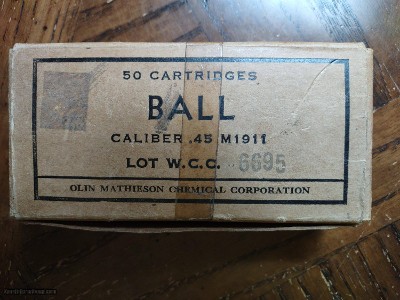 50 CARTRIDGES
BALL
CALIBER .45 M1911
LOT W.C.C. 6695
OLIN MATHIESON CHEMICAL CORPORATION